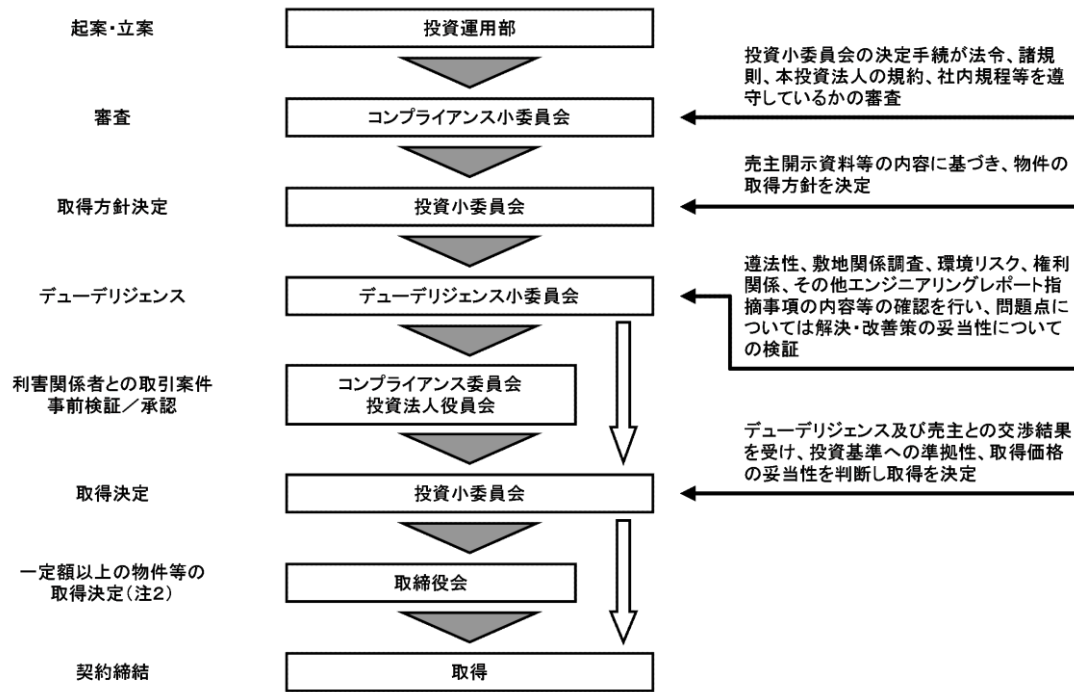 起案・立案
投資運用部
投資小委員会の決定手続が法令、諸規
則、本投資法人の規約、社内規程等を遵
守しているかの審査
審査
コンプライアンス小委員会
売主開示資料等の内容に基づき、物件の
取得方針を決定
取得方針決定
投資小委員会
遵法性、敷地関係調査、環境リスク、権利
関係、その他エンジニアリングレポート指
摘事項の内容等の確認を行い、問題点
については解決・改善策の妥当性について
の検証
デューデリジェンス
デューデリジェンス小委員会
利害関係者との取引案件
事前検証／承認
コンプライアンス委員会
投資法人役員会
デューデリジェンス及び売主との交渉結果
を受け、投資基準への準拠性、取得価格
の妥当性を判断し取得を決定
取得決定
投資小委員会
一定額以上の物件等の
取得決定(注2)
取締役会
契約締結
取得